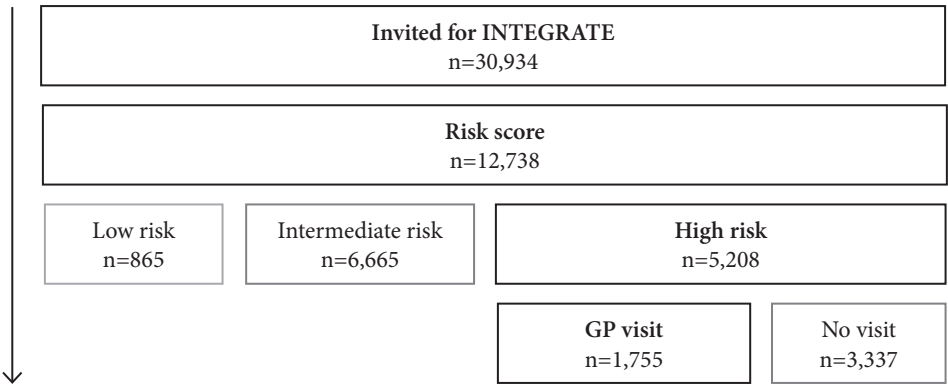 Invited for INTEGRATE
n=30,934
Risk score
n=12,738
Low risk
n=865
Intermediate risk
n=6,665
High risk
n=5,208
GP visit
n=1,755
No visit
n=3,337